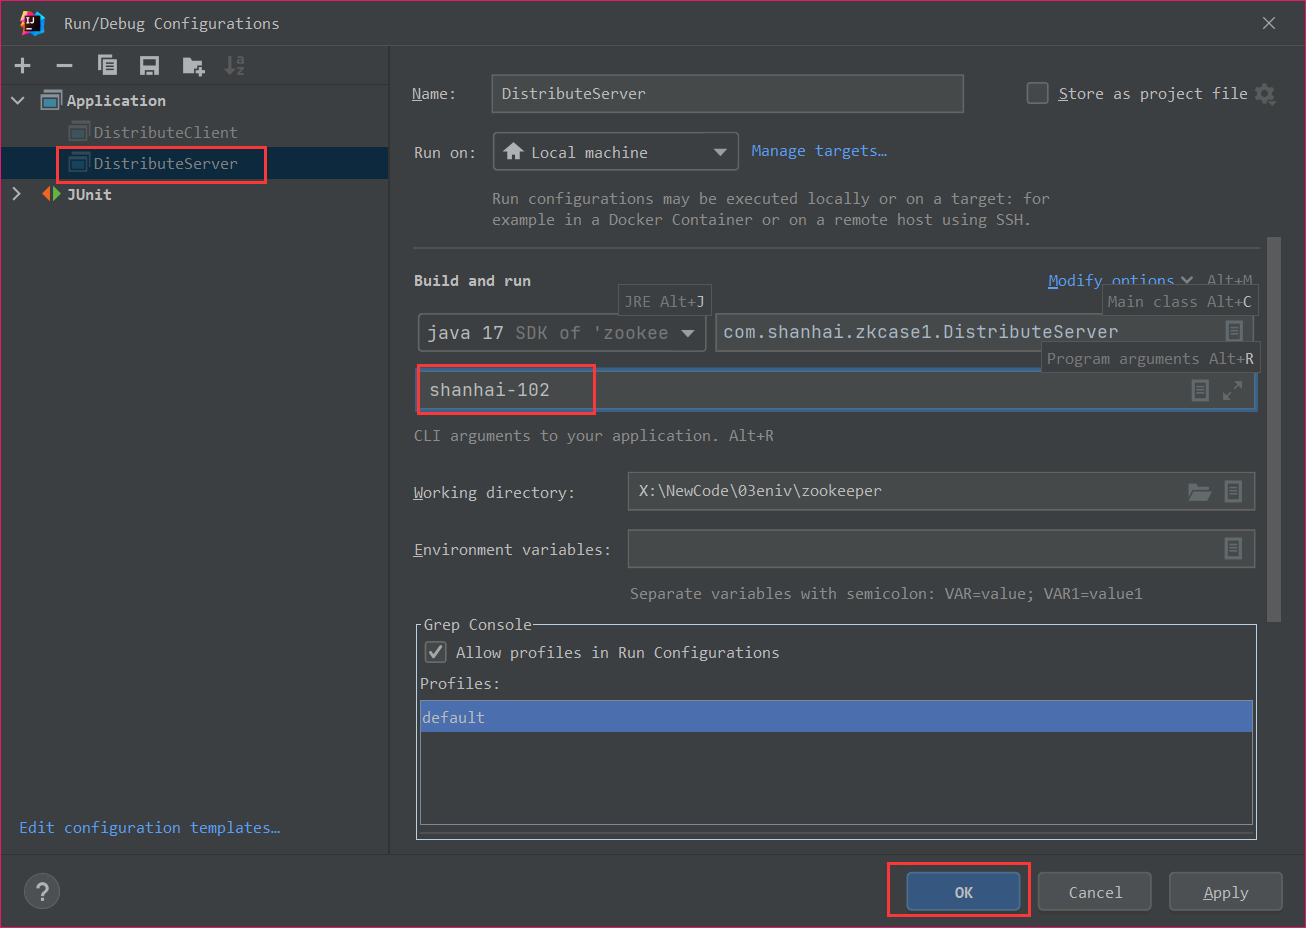 Run/Debug Configurations
Application
DistributeClient
DistributeServer
JUnit
Edit configuration templates…
Name: DistributeServer Store as project file
Run on: Local machine Manage targets…
Run configurations may be executed locally or on a target: for
example in a Docker Container or on a remote host using SSH.
Build and run Modify options Alt+M
JRE Alt+J Main class Alt+C
java 17 SDK of 'zookee com.shanhai.zkcase1.DistributeServer
Program arguments Alt+R
shanhai-102
CLI arguments to your application. Alt+R
Working directory: X:\NewCode\03eniv\zookeeper
Environment variables:
Separate variables with semicolon: VAR=value; VAR1=value1
Grep Console
Allow profiles in Run Configurations
Profiles:
default
? OK Cancel Apply